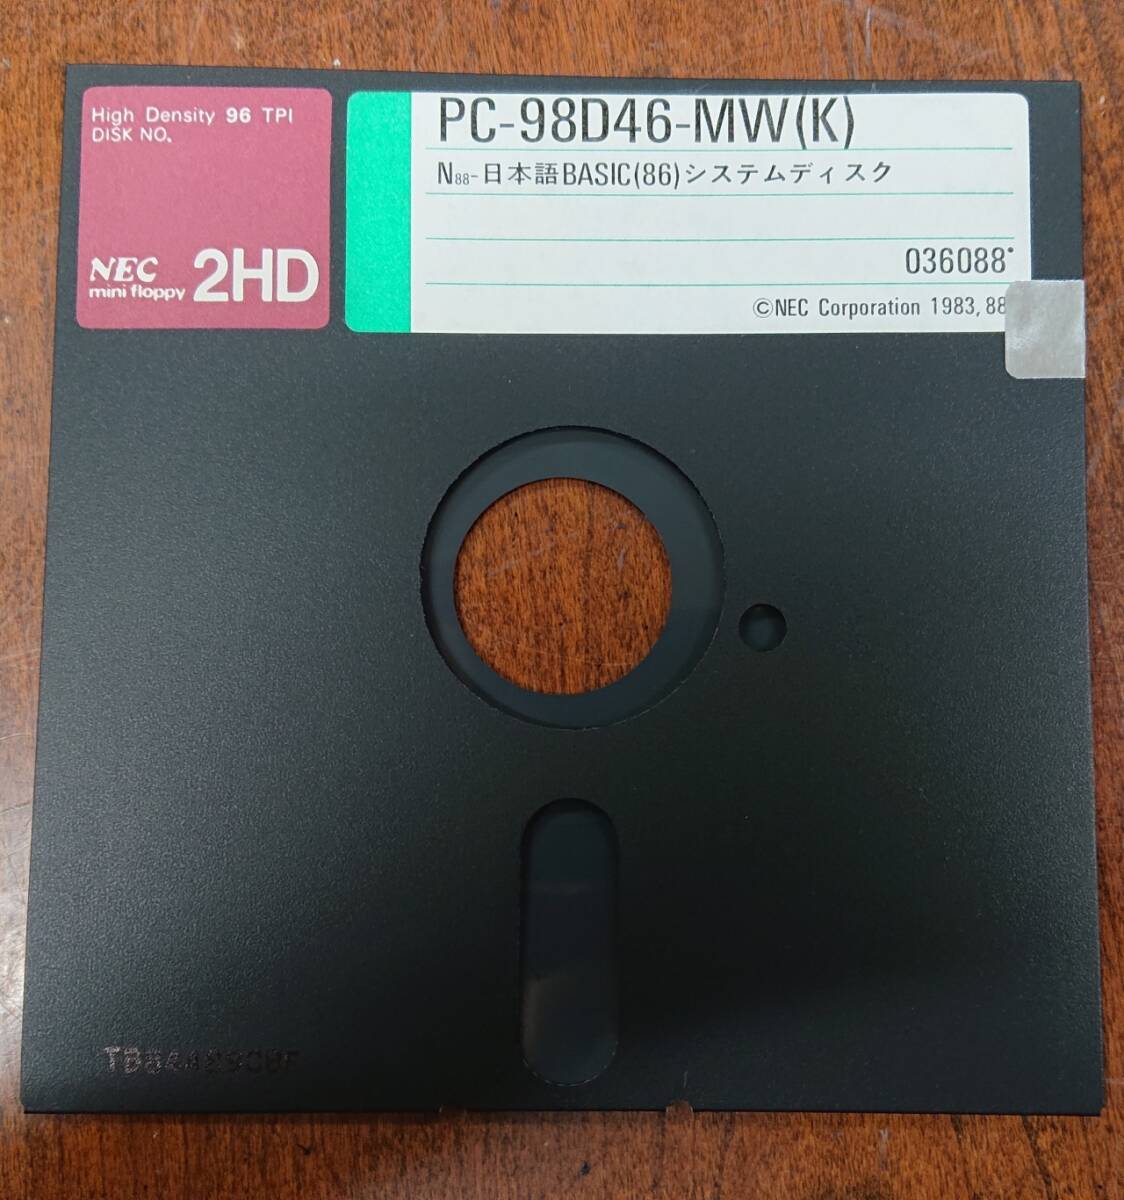 High Density 96 TPI
DISK NO.
NEC
mini floppy 2HD
PC-98D46-MW(K)
N88-日本語BASIC(86)システムディスク
036088*
©NEC Corporation 1983, 88